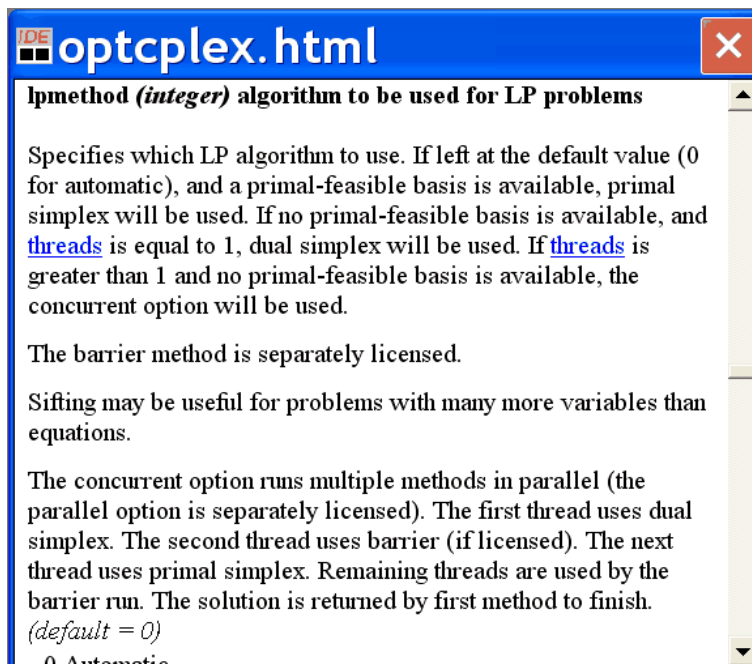 IDE
optcplex.html
lpmethod (integer) algorithm to be used for LP problems
Specifies which LP algorithm to use. If left at the default value (0
for automatic), and a primal-feasible basis is available, primal
simplex will be used. If no primal-feasible basis is available, and
threads is equal to 1, dual simplex will be used. If threads is
greater than 1 and no primal-feasible basis is available, the
concurrent option will be used.
The barrier method is separately licensed.
Sifting may be useful for problems with many more variables than
equations.
The concurrent option runs multiple methods in parallel (the
parallel option is separately licensed). The first thread uses dual
simplex. The second thread uses barrier (if licensed). The next
thread uses primal simplex. Remaining threads are used by the
barrier run. The solution is returned by first method to finish.
(default = 0)
0 Automatic